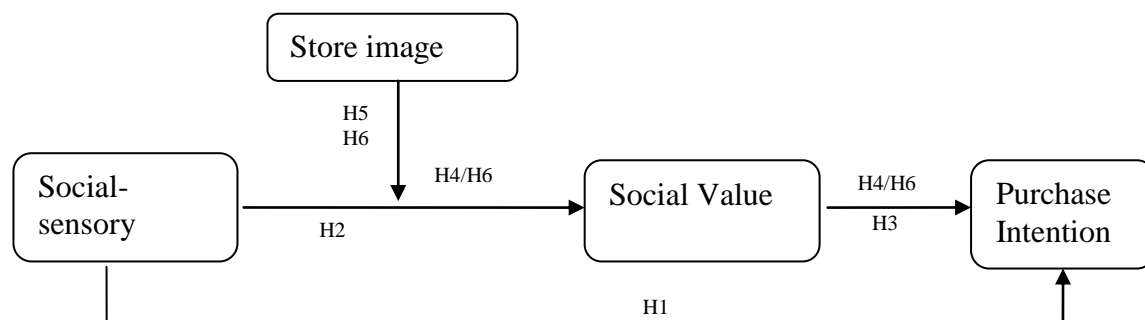 Store image
H5
H6
H4/H6
Social-
sensory
H2
Social Value
H4/H6
H3
Purchase
Intention
H1